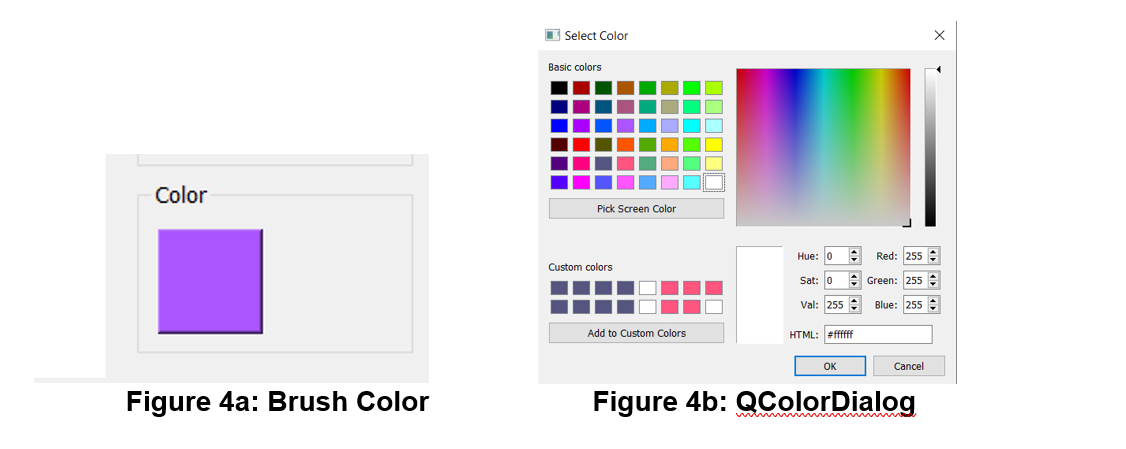 Color
Figure 4a: Brush Color
Select Color
Basic colors
Pick Screen Color
Custom colors
Add to Custom Colors
Hue: 0 Red: 255
Sat: 0 Green: 255
Val: 255 Blue: 255
HTML: #ffffff
OK Cancel
Figure 4b: QColorDialog